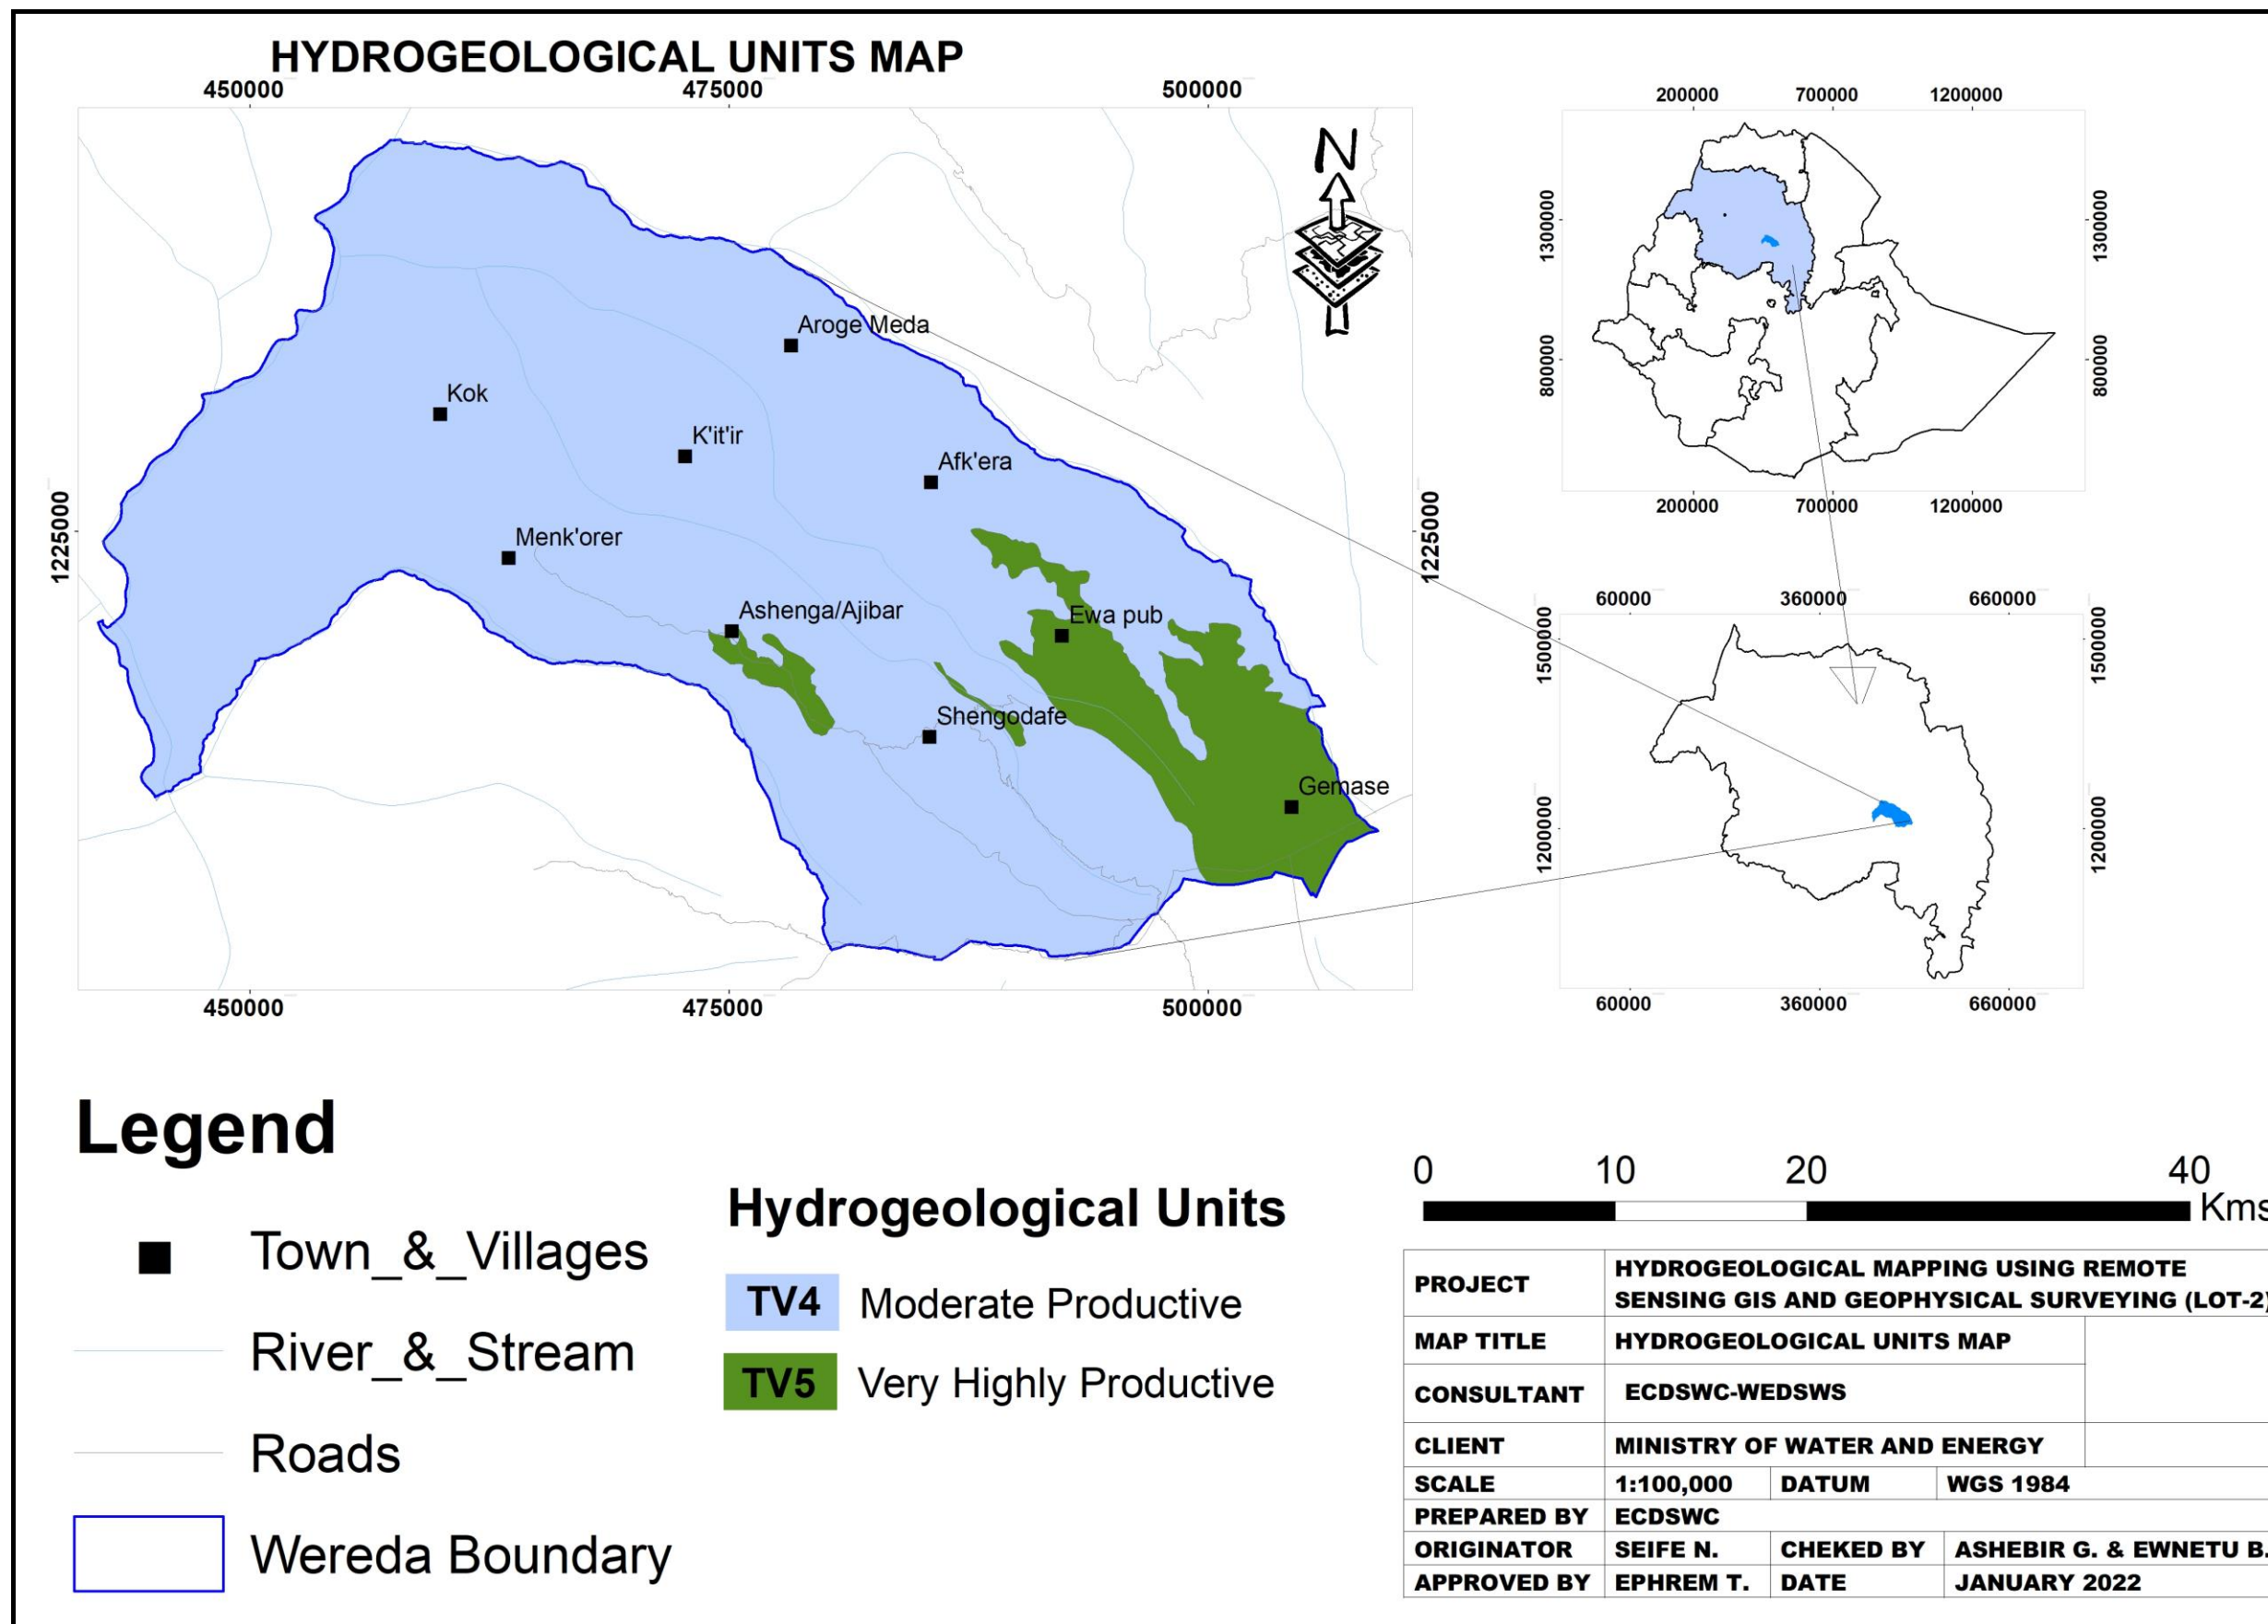 HYDROGEOLOGICAL UNITS MAP
450000 475000 500000
1225000
1225000
N
Aroge Meda
Kok
K'it'ir
Afk'era
Menk'orer
Ashenga/Ajibar
Ewa pub
Shengodafe
Gemase
450000 475000 500000
200000 700000 1200000
1300000
1300000
800000
800000
200000 700000 1200000
60000 360000 660000
1500000
1500000
1200000
1200000
60000 360000 660000
Legend
Town_&_Villages
River_&_Stream
Roads
Wereda Boundary
Hydrogeological Units
TV4 Moderate Productive
TV5 Very Highly Productive
0 10 20 40
Kms
PROJECT HYDROGEOLOGICAL MAPPING USING REMOTE
SENSING GIS AND GEOPHYSICAL SURVEYING (LOT-2)
MAP TITLE HYDROGEOLOGICAL UNITS MAP
CONSULTANT ECDSWC-WEDSWS
CLIENT MINISTRY OF WATER AND ENERGY
SCALE 1:100,000 DATUM WGS 1984
PREPARED BY ECDSWC
ORIGINATOR SEIFE N. CHEKED BY ASHEBIR G. & EWNETU B.
APPROVED BY EPHREM T. DATE JANUARY 2022